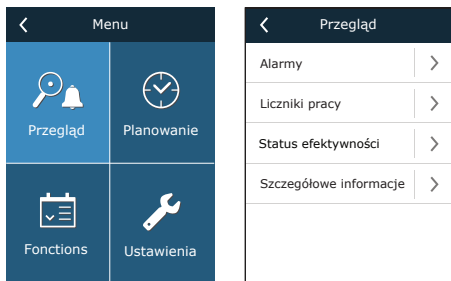 Menu
Przegląd
Planowanie
Fonctions
Ustawienia
Przegląd
Alarmy
Liczniki pracy
Status efektywności
Szczegółowe informacje